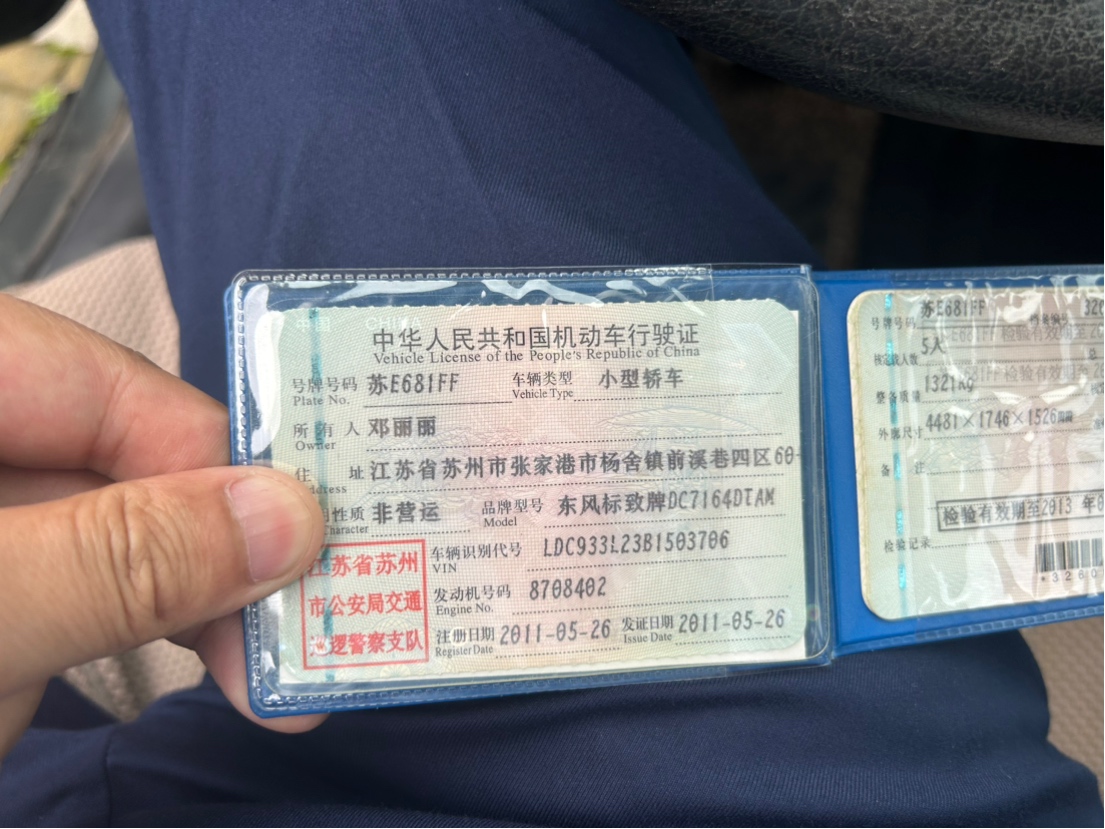 中国 CHINA
中华人民共和国机动车行驶证
Vehicle License of the People's Republic of China
号牌号码 苏E681FF 车辆类型 小型轿车
Plate No. Vehicle Type
所有人 邓丽丽
Owner
住址 江苏省苏州市张家港市杨舍镇前溪巷四区60-
性质 非营运 品牌型号 东风标致牌DC7164DTAM
Character Model
车辆识别代号 LDC933L23B1503706
VIN
发动机号码 8708402
Engine No.
江苏省苏州
市公安局交通
巡逻警察支队
注册日期 2011-05-26 发证日期 2011-05-26
Register Date Issue Date
号牌号码 苏E681FF
核定载人数 5人
整备质量 1321kg
外廓尺寸 4481×1746×1526mm
备注
检验有效期至2013 年0
检验记录
*3260